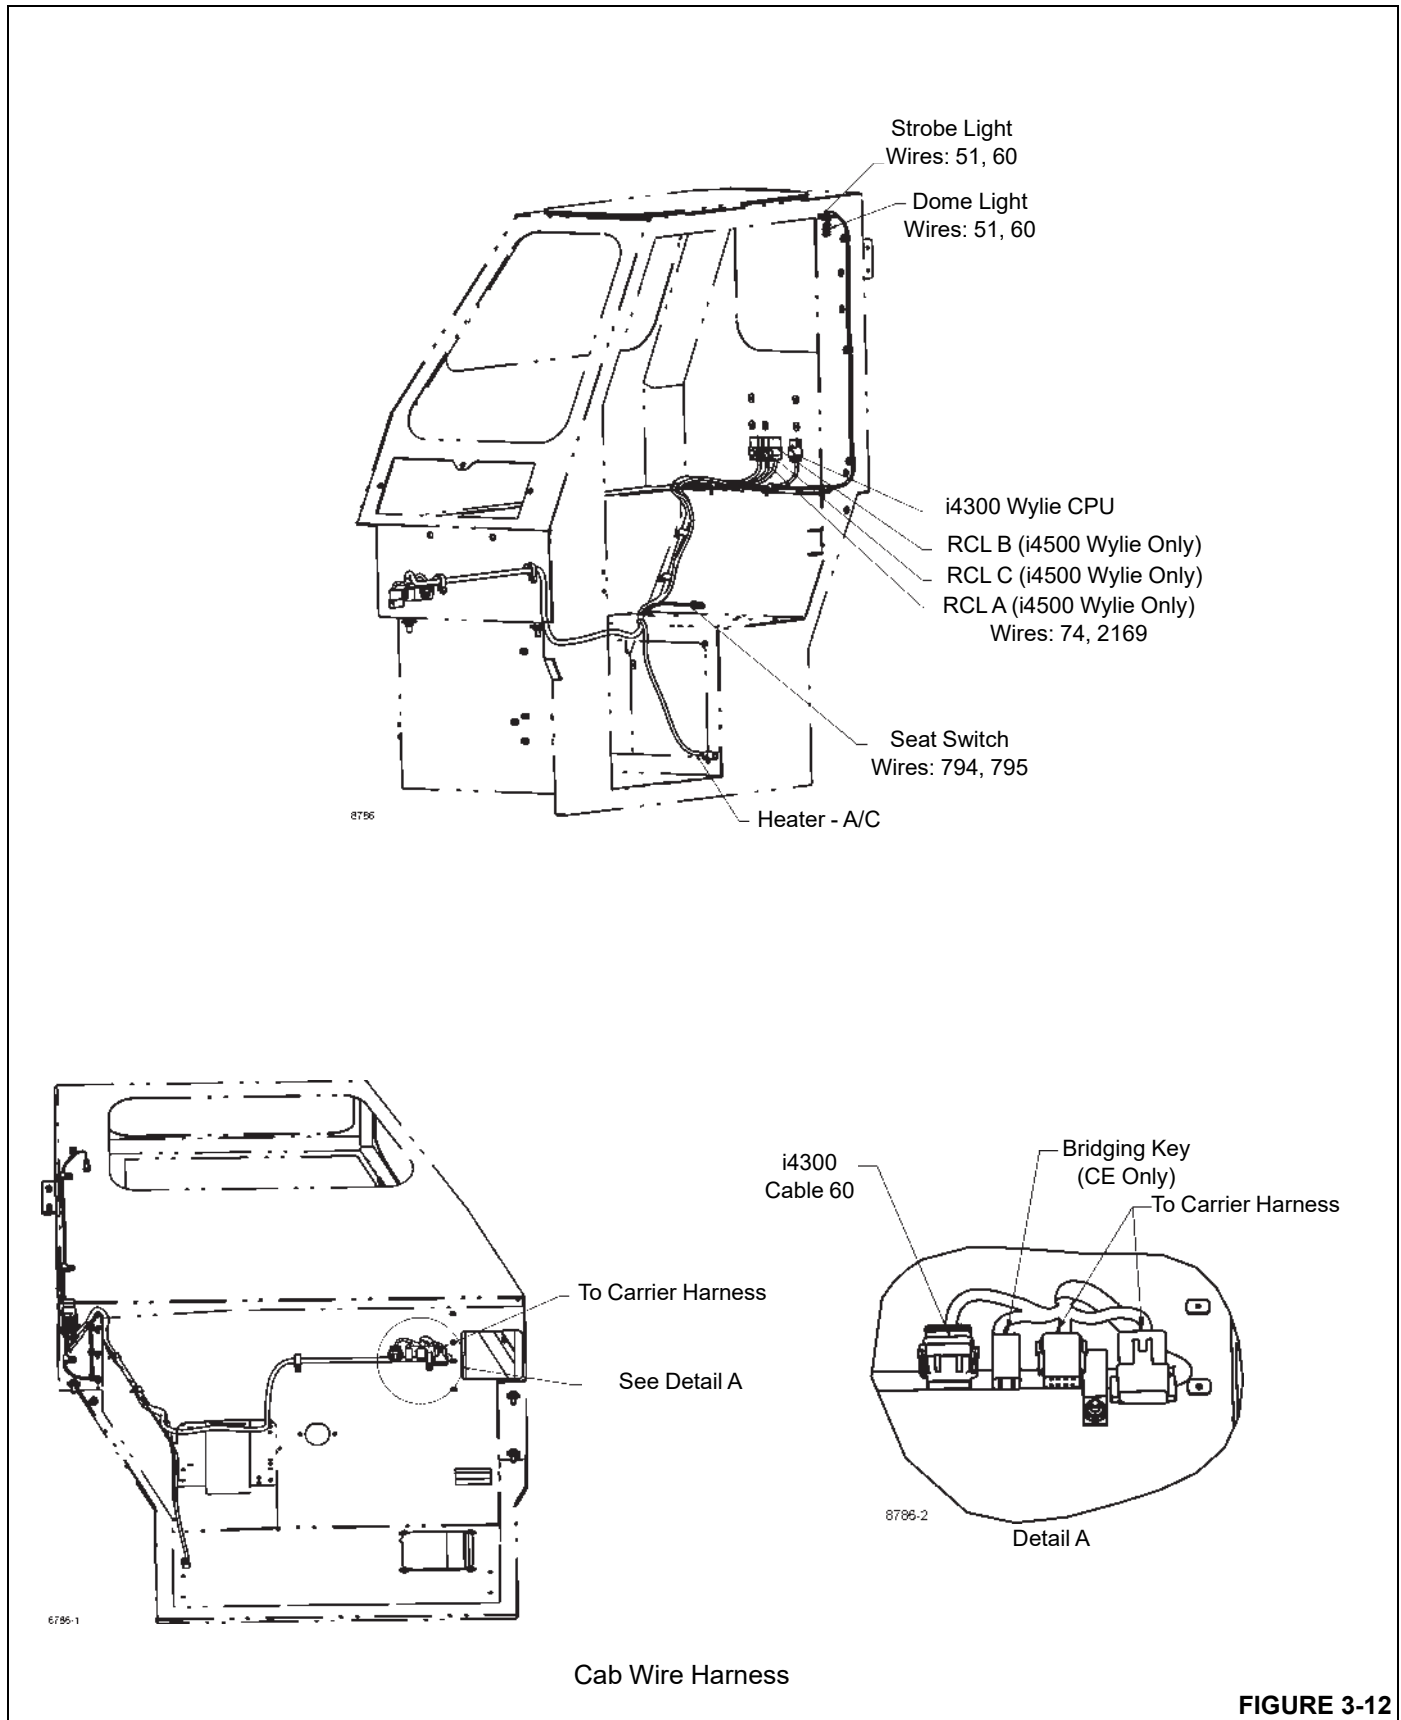 Strobe Light
Wires: 51, 60
Dome Light
Wires: 51, 60
i4300 Wylie CPU
RCL B (i4500 Wylie Only)
RCL C (i4500 Wylie Only)
RCL A (i4500 Wylie Only)
Wires: 74, 2169
Seat Switch
Wires: 794, 795
Heater - A/C
8786
To Carrier Harness
See Detail A
8786-1
i4300
Cable 60
Bridging Key
(CE Only)
To Carrier Harness
8786-2
Detail A
Cab Wire Harness
FIGURE 3-12